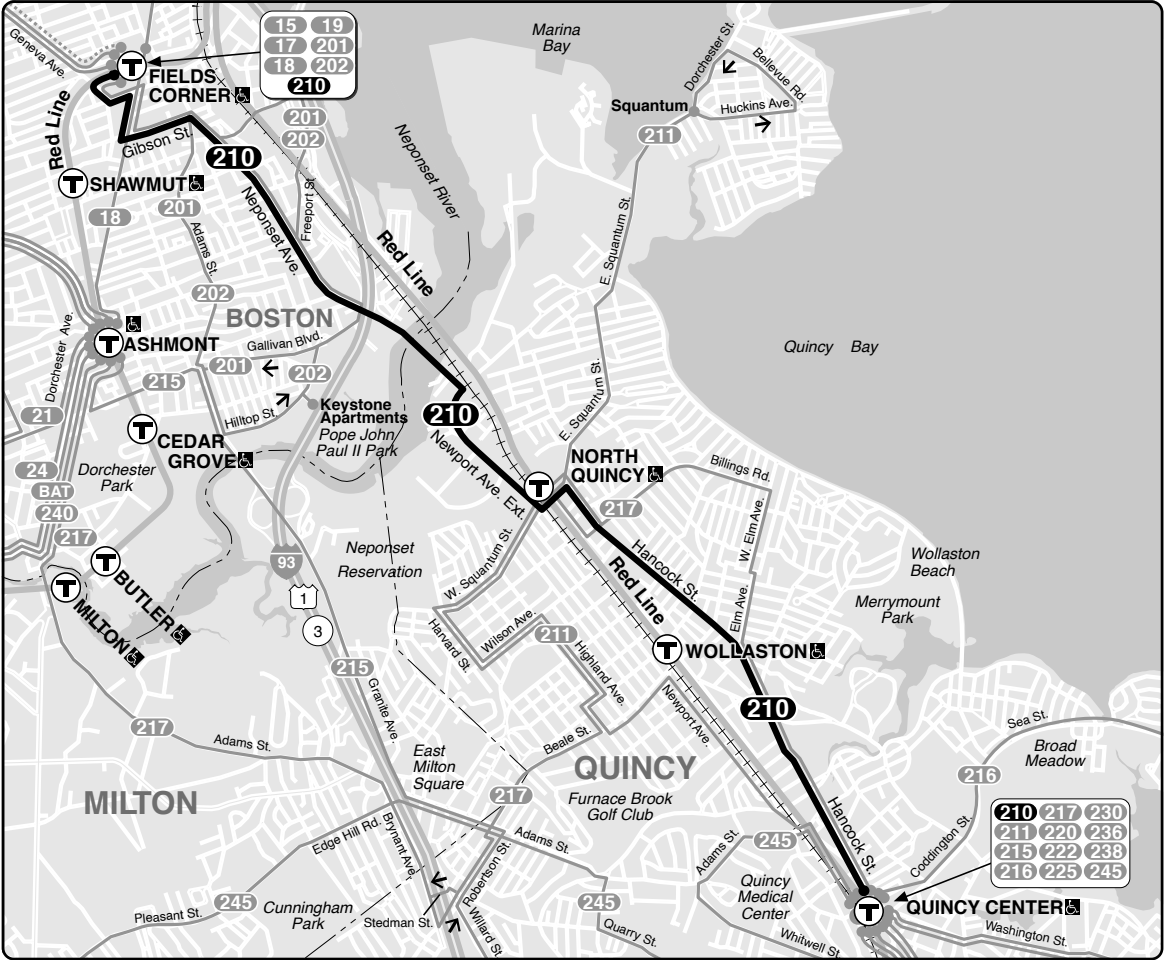 Geneva Ave.
T
FIELDS
CORNER
15 19
17 201
18 202
210
Marina
Bay
Dorchester St.
Bellevue Rd.
Squantum
Huckins Ave.
211
Red Line
Gibson St.
210
201
202
Neponset River
T
SHAWMUT
18
201
Adams St.
Neponset Ave.
Freeport St.
Red Line
E. Squantum St.
202
BOSTON
Dorchester Ave.
T
ASHMONT
Gallivan Blvd.
201
202
215
Quincy Bay
21
Hilltop St.
Keystone
Apartments
Pope John
Paul II Park
210
E. Squantum St.
T
CEDAR
GROVE
Newport Ave. Ext.
24
BAT
240
217
Dorchester
Park
T
NORTH
QUINCY
Billings Rd.
217
W. Elm Ave.
Neponset
Reservation
W. Squantum St.
Hancock St.
93
1
3
T
BUTLER
T
MILTON
Wollaston
Beach
Merrymount
Park
Red Line
Elm Ave.
Harvard St.
Wilson Ave.
211
Highland Ave.
T
WOLLASTON
215
Granite Ave.
Newport Ave.
210
217
Adams St.
Beale St.
Sea St.
Broad
Meadow
East
Milton
Square
QUINCY
216
MILTON
217
Furnace Brook
Golf Club
Hancock St.
Coddington St.
210 217 230
211 220 236
215 222 238
216 225 245
Edge Hill Rd.
Brynant Ave.
Adams St.
Adams St.
245
Robertson St.
Quincy
Medical
Center
245
Pleasant St.
Cunningham
Park
Stedman St.
Willard St.
245
Quarry St.
Whitwell St.
T
QUINCY CENTER
Washington St.